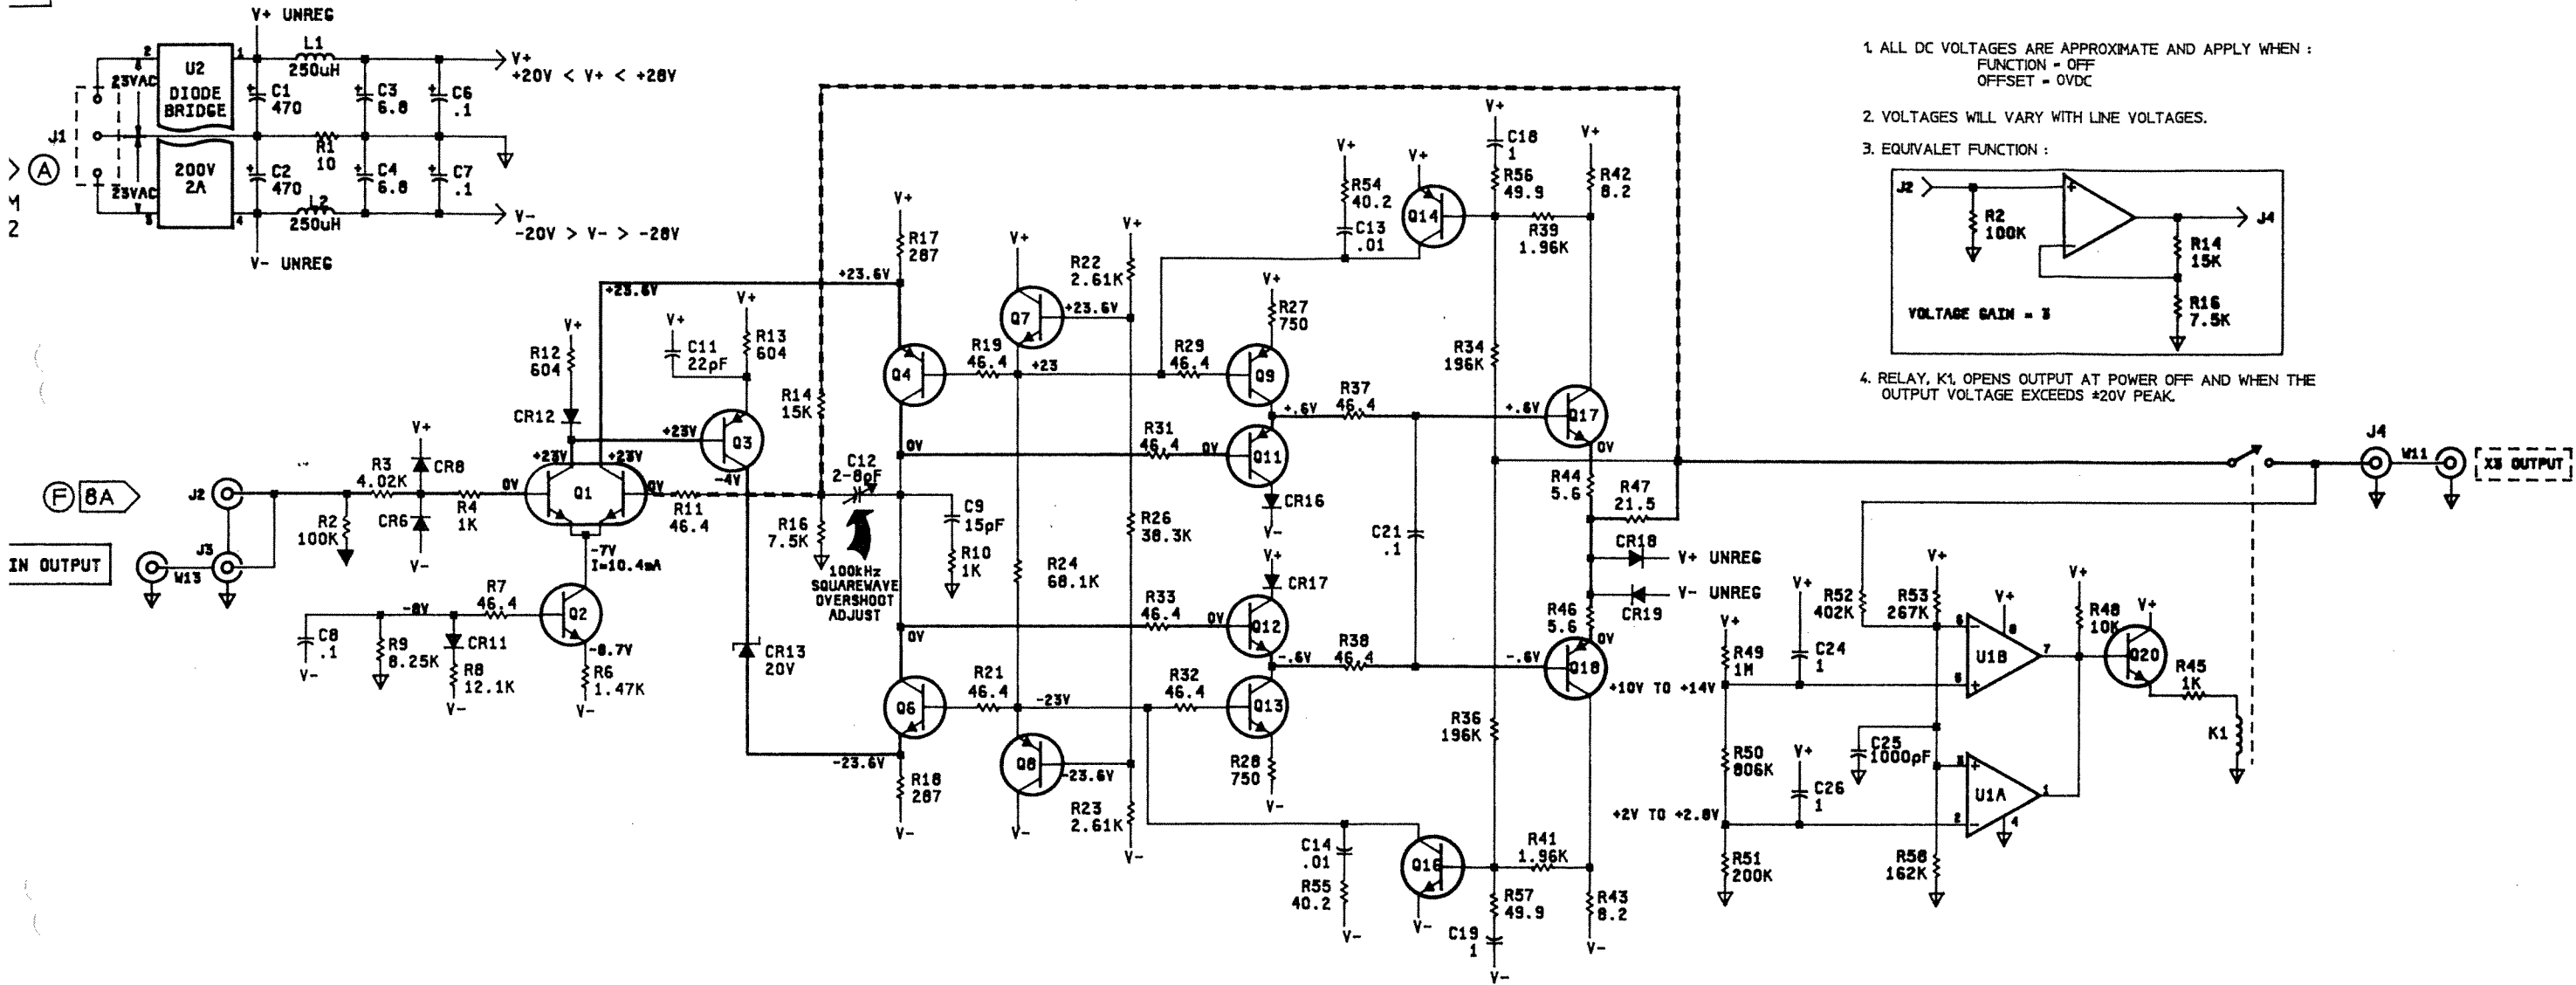 V+ UNREG
L1
250uH
V+
+20V < V+ < +28V
2
1
U2
DIODE
BRIDGE
23VAC
C1
470
C3
6.8
C6
.1
J1
R1
10
A
M
2
200V
2A
23VAC
C2
470
C4
6.8
C7
.1
3
4
L2
250uH
V-
-20V > V- > -28V
V- UNREG
1. ALL DC VOLTAGES ARE APPROXIMATE AND APPLY WHEN :
FUNCTION = OFF
OFFSET = 0VDC
2. VOLTAGES WILL VARY WITH LINE VOLTAGES.
3. EQUIVALET FUNCTION :
J2
+
-
J4
R2
100K
R14
15K
R16
7.5K
VOLTAGE GAIN = 3
4. RELAY, K1, OPENS OUTPUT AT POWER OFF AND WHEN THE
OUTPUT VOLTAGE EXCEEDS ±20V PEAK.
F
8A
J2
IN OUTPUT
W13
J3
R2
100K
R3
4.02K
V+
CR8
CR6
V-
R4
1K
0V
Q1
V+
R12
604
CR12
+23V
+23V
0V
-7V
I=10.4mA
C8
.1
V-
R9
8.25K
-8V
CR11
R8
12.1K
V-
R7
46.4
Q2
-8.7V
R6
1.47K
V-
+23.6V
V+
C11
22pF
V+
R13
604
+23V
Q3
-4V
R11
46.4
CR13
20V
R14
15K
R16
7.5K
C12
2-8pF
100kHz
SQUAREWAVE
OVERSHOOT
ADJUST
V+
R17
287
+23.6V
Q4
R19
46.4
0V
C9
15pF
R10
1K
0V
Q6
R21
46.4
-23.6V
R18
287
V-
V+
Q7
+23.6V
+23
R24
68.1K
-23V
Q8
-23.6V
V-
V+
R22
2.61K
R26
38.3K
R23
2.61K
V-
R31
46.4
R33
46.4
R29
46.4
R32
46.4
V+
R27
750
Q9
+.6V
0V
Q11
CR16
V-
V+
CR17
0V
Q12
-.6V
Q13
R28
750
V-
V+
R54
40.2
C13
.01
V+
Q14
V+
C18
1
R56
49.9
R39
1.96K
V+
R42
8.2
R34
196K
R37
46.4
+.6V
Q17
0V
R44
5.6
R47
21.5
C21
.1
CR18
V+ UNREG
V- UNREG
CR19
R46
5.6
0V
R38
46.4
-.6V
Q18
R36
196K
C14
.01
R55
40.2
V-
Q16
V-
R41
1.96K
R57
49.9
C19
1
V-
R43
8.2
V-
J4
W11
X3 OUTPUT
V+
R49
1M
+10V TO +14V
R50
806K
+2V TO +2.8V
R51
200K
V+
C24
1
V+
C26
1
R52
402K
V+
R53
267K
C25
1000pF
R58
162K
V+
8
6
-
U1B
7
5
+
3
+
U1A
1
2
-
4
V+
R48
10K
V+
Q20
R45
1K
K1